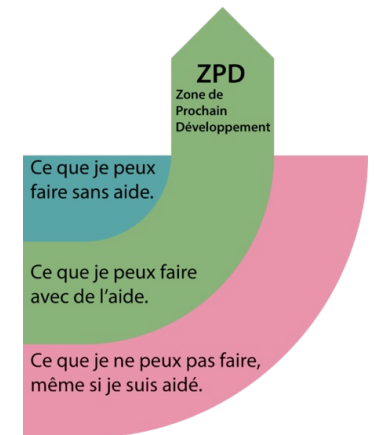 ZPD
Zone de
Prochain
Développement
Ce que je peux
faire sans aide.
Ce que je peux faire
avec de l’aide.
Ce que je ne peux pas faire,
même si je suis aidé.